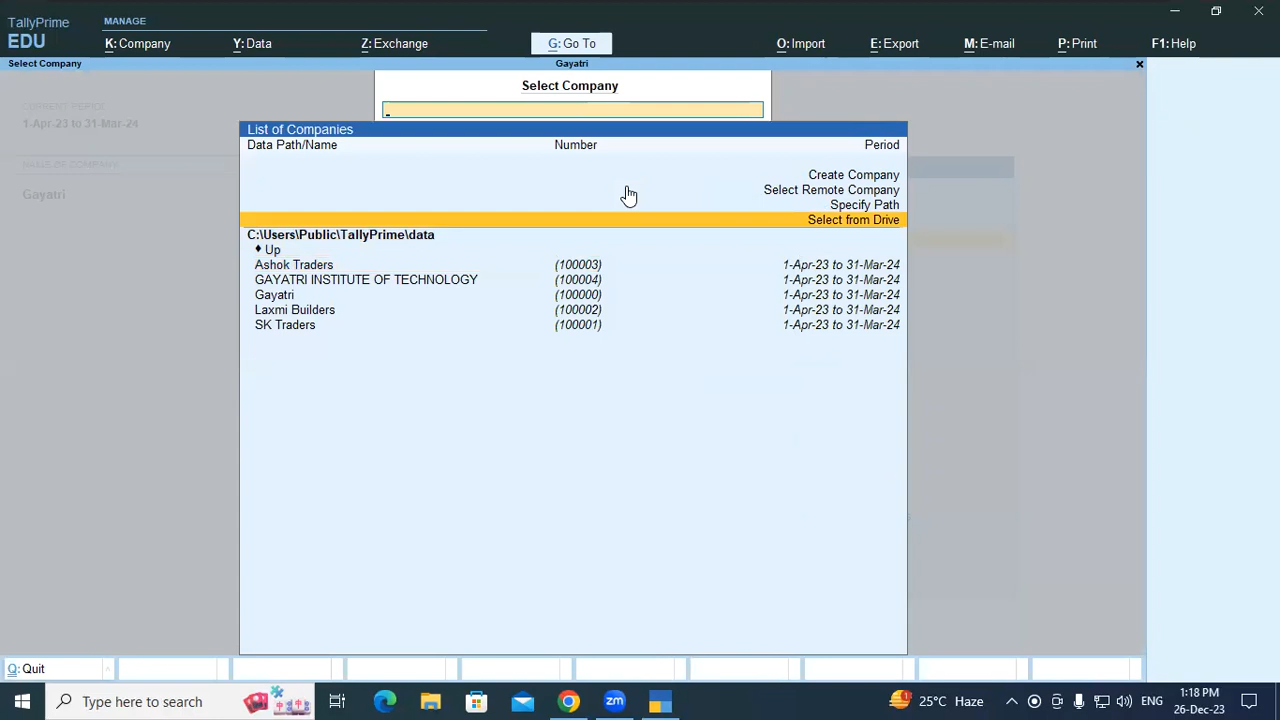 TallyPrime
EDU
MANAGE
K: Company
Y: Data
Z: Exchange
G: Go To
O: Import
E: Export
M: E-mail
P: Print
F1: Help
Select Company
Gayatri
Select Company
CURRENT PERIOD
1-Apr-23 to 31-Mar-24
NAME OF COMPANY
Gayatri
List of Companies
Data Path/Name Number Period
Create Company
Select Remote Company
Specify Path
Select from Drive
C:\Users\Public\TallyPrime\data
♦ Up
Ashok Traders (100003) 1-Apr-23 to 31-Mar-24
GAYATRI INSTITUTE OF TECHNOLOGY (100004) 1-Apr-23 to 31-Mar-24
Gayatri (100000) 1-Apr-23 to 31-Mar-24
Laxmi Builders (100002) 1-Apr-23 to 31-Mar-24
SK Traders (100001) 1-Apr-23 to 31-Mar-24
Q: Quit
Type here to search
zm
1
25°C Haze
ENG
1:18 PM
26-Dec-23